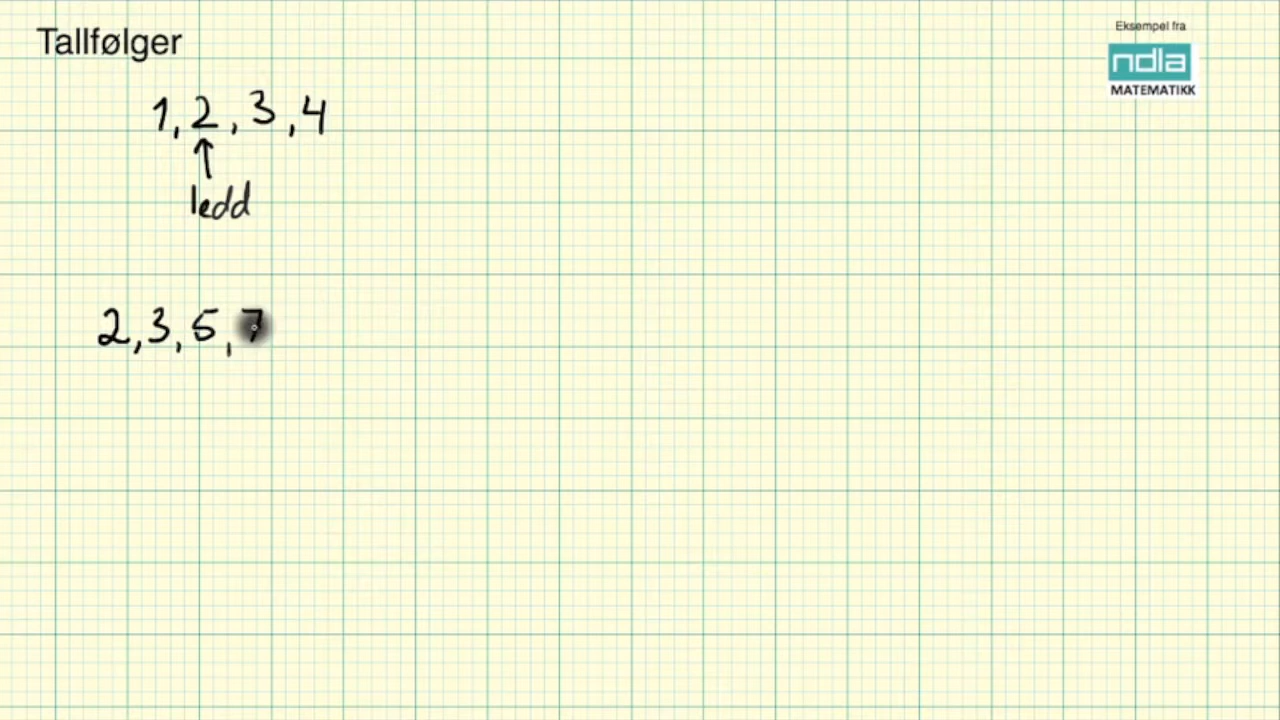 Tallfølger
Eksempel fra
ndla
MATEMATIKK
1, 2, 3, 4
↑
ledd
2, 3, 5, 7